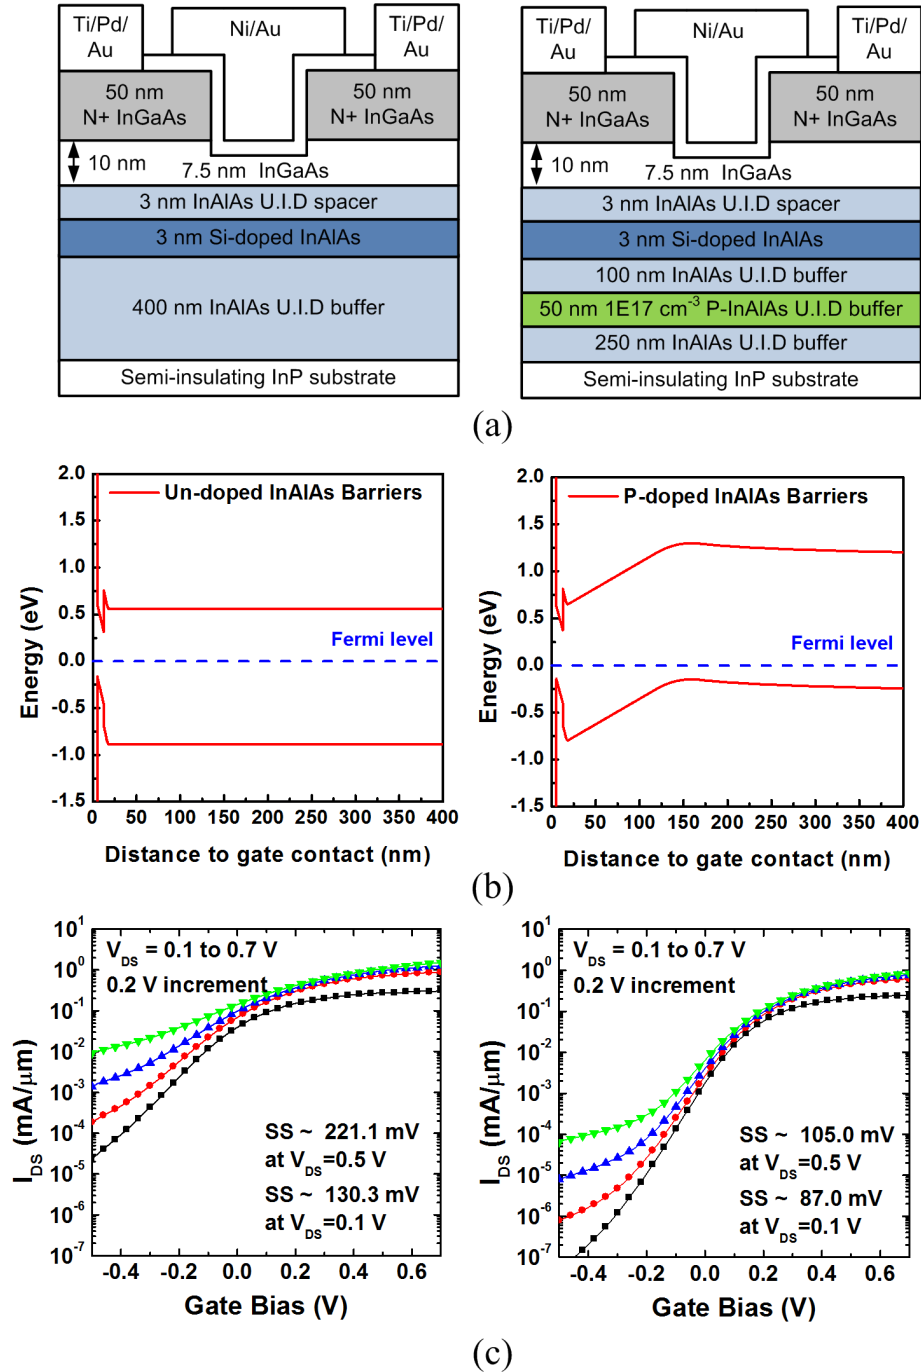 Ti/Pd/
Au
Ni/Au
Ti/Pd/
Au
50 nm
N+ InGaAs
50 nm
N+ InGaAs
10 nm
7.5 nm InGaAs
3 nm InAlAs U.I.D spacer
3 nm Si-doped InAlAs
400 nm InAlAs U.I.D buffer
Semi-insulating InP substrate
Ti/Pd/
Au
Ni/Au
Ti/Pd/
Au
50 nm
N+ InGaAs
50 nm
N+ InGaAs
10 nm
7.5 nm InGaAs
3 nm InAlAs U.I.D spacer
3 nm Si-doped InAlAs
100 nm InAlAs U.I.D buffer
50 nm 1E17 cm⁻³ P-InAlAs U.I.D buffer
250 nm InAlAs U.I.D buffer
Semi-insulating InP substrate
(a)
Un-doped InAlAs Barriers
Fermi level
Energy (eV)
2.0
1.5
1.0
0.5
0.0
-0.5
-1.0
-1.5
0 50 100 150 200 250 300 350 400
Distance to gate contact (nm)
P-doped InAlAs Barriers
Fermi level
Energy (eV)
2.0
1.5
1.0
0.5
0.0
-0.5
-1.0
-1.5
0 50 100 150 200 250 300 350 400
Distance to gate contact (nm)
(b)
V_DS = 0.1 to 0.7 V
0.2 V increment
SS ~ 221.1 mV
at V_DS=0.5 V
SS ~ 130.3 mV
at V_DS=0.1 V
I_DS (mA/μm)
10¹
10⁰
10⁻¹
10⁻²
10⁻³
10⁻⁴
10⁻⁵
10⁻⁶
10⁻⁷
-0.4 -0.2 0.0 0.2 0.4 0.6
Gate Bias (V)
V_DS = 0.1 to 0.7 V
0.2 V increment
SS ~ 105.0 mV
at V_DS=0.5 V
SS ~ 87.0 mV
at V_DS=0.1 V
I_DS (mA/μm)
10¹
10⁰
10⁻¹
10⁻²
10⁻³
10⁻⁴
10⁻⁵
10⁻⁶
10⁻⁷
-0.4 -0.2 0.0 0.2 0.4 0.6
Gate Bias (V)
(c)